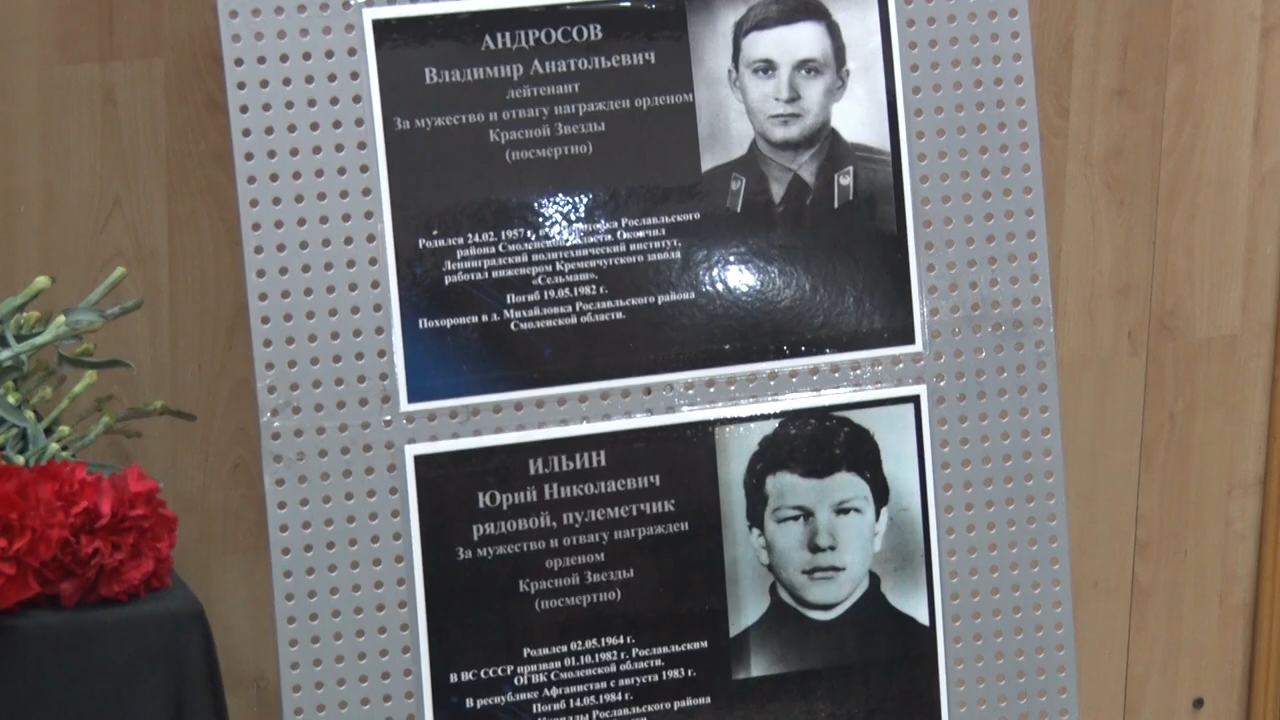 АНДРОСОВ
Владимир Анатольевич
лейтенант
За мужество и отвагу награжден орденом
Красной Звезды
(посмертно)
Родился 24.02. 1957 г. Рославльского
района Смоленской области. Окончил
Ленинградский политехнический институт,
работал инженером Кременчугского завода
«Сельмаш».
Погиб 19.05.1982 г.
Похоронен в д. Михайловка Рославльского района
Смоленской области.
ИЛЬИН
Юрий Николаевич
рядовой, пулеметчик
За мужество и отвагу награжден
орденом
Красной Звезды
(посмертно)
Родился 02.05.1964 г.
В ВС СССР призван 01.10.1982 г. Рославльским
ОГВК Смоленской области.
В республике Афганистан с августа 1983 г.
Погиб 14.05.1984 г.
Рославльского района